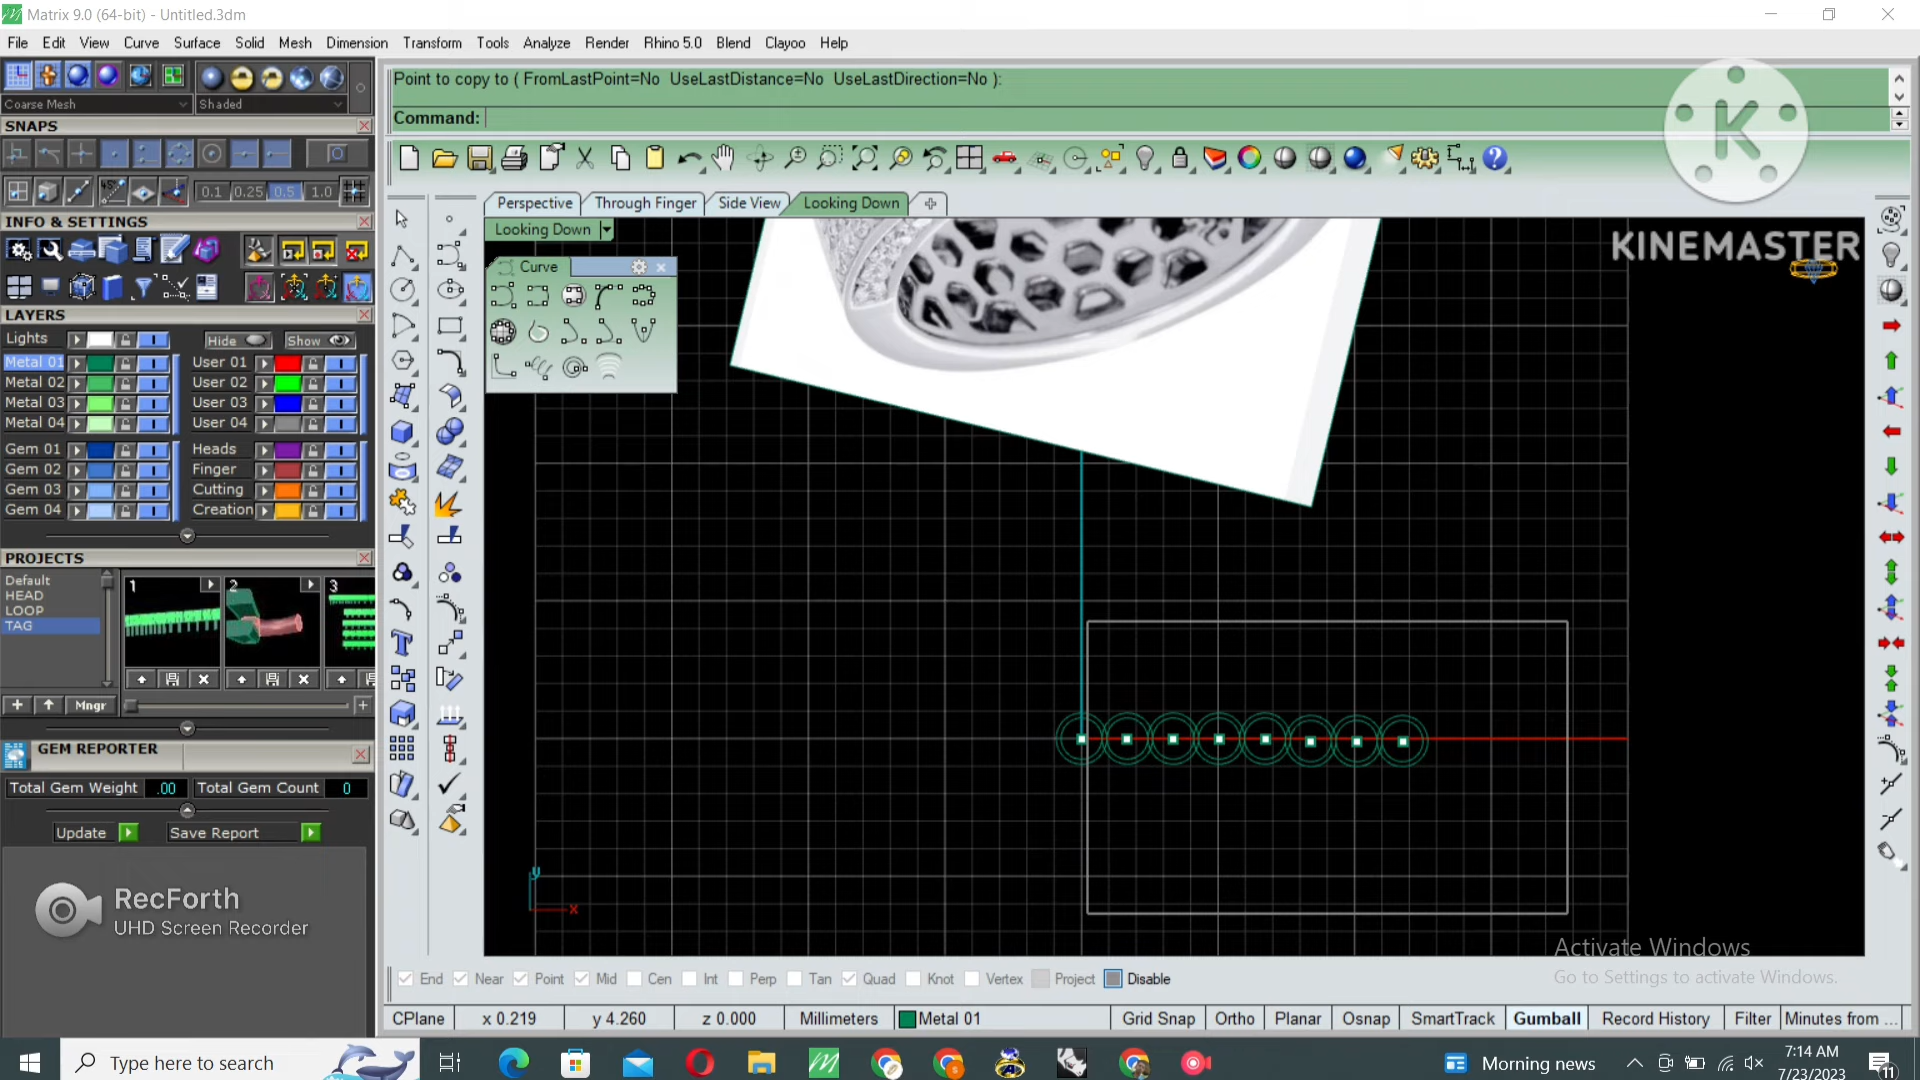 Matrix 9.0 (64-bit) - Untitled.3dm
File Edit View Curve Surface Solid Mesh Dimension Transform Tools Analyze Render Rhino 5.0 Blend Clayoo Help
Point to copy to ( FromLastPoint=No UseLastDistance=No UseLastDirection=No ):
Command:
Coarse Mesh Shaded
SNAPS
0.1 0.25 0.5 1.0
INFO & SETTINGS
LAYERS
Lights Hide Show
Metal 01 User 01
Metal 02 User 02
Metal 03 User 03
Metal 04 User 04
Gem 01 Heads
Gem 02 Finger
Gem 03 Cutting
Gem 04 Creation
PROJECTS
Default
HEAD
LOOP
TAG
1 2 3
Mngr
GEM REPORTER
Total Gem Weight .00 Total Gem Count 0
Update Save Report
RecForth
UHD Screen Recorder
Perspective Through Finger Side View Looking Down
Looking Down
Curve
K
KINEMASTER
y
x
Activate Windows
Go to Settings to activate Windows.
End Near Point Mid Cen Int Perp Tan Quad Knot Vertex Project Disable
CPlane x 0.219 y 4.260 z 0.000 Millimeters Metal 01 Grid Snap Ortho Planar Osnap SmartTrack Gumball Record History Filter Minutes from ...
Type here to search
Morning news
7:14 AM
7/23/2023
11